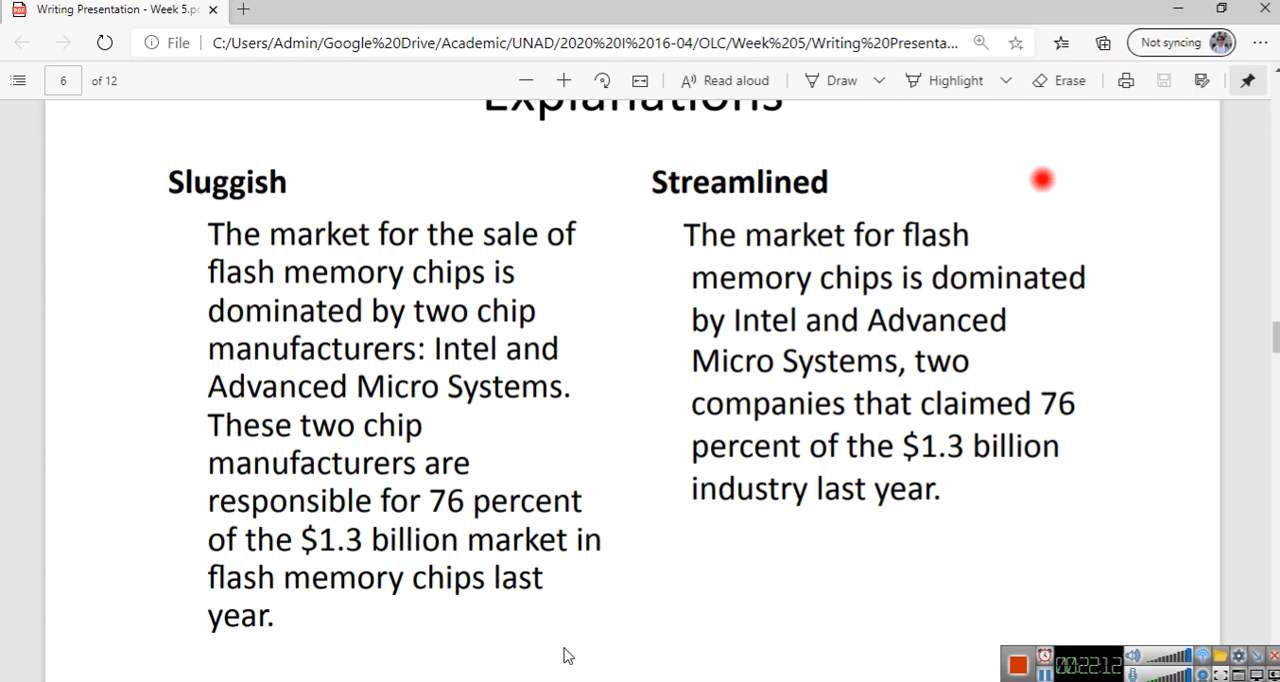 Writing Presentation - Week 5.p
File
C:/Users/Admin/Google%20Drive/Academic/UNAD/2020%20I%2016-04/OLC/Week%205/Writing%20Presenta...
Not syncing
6 of 12
Read aloud
Draw
Highlight
Erase
Explanations
Sluggish
The market for the sale of
flash memory chips is
dominated by two chip
manufacturers: Intel and
Advanced Micro Systems.
These two chip
manufacturers are
responsible for 76 percent
of the $1.3 billion market in
flash memory chips last
year.
Streamlined
The market for flash
memory chips is dominated
by Intel and Advanced
Micro Systems, two
companies that claimed 76
percent of the $1.3 billion
industry last year.
00:22:12